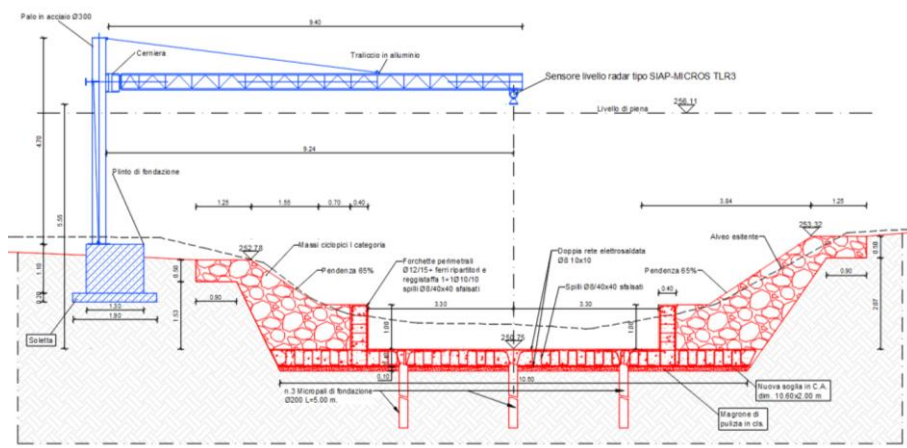 9.40
Palo in acciaio Ø300
Cerniera
Traliccio in alluminio
Sensore livello radar tipo SIAP-MICROS TLR3
Livello di piena
256.11
4.70
9.24
Plinto di fondazione
5.55
1.25
1.55
0.70
0.40
3.84
1.25
252.78
253.32
Massi ciclopici I categoria
Forchette perimetrali
Ø12/15+ ferri ripartitori e
reggistaffa 1+1Ø10/10
spilli Ø8/40x40 sfalsati
Doppia rete elettrosaldata
Ø8 10x10
Alveo esitente
Pendenza 65%
Spilli Ø8/40x40 sfalsati
Pendenza 65%
0.50
0.50
1.10
0.90
0.90
0.40
3.30
3.30
1.30
1.90
Soletta
1.53
1.00
1.00
2.07
250.75
0.10
10.60
n.3 Micropali di fondazione
Ø200 L=5.00 m.
Nuova soglia in C.A.
dim. 10.60x2.00 m
Magrone di
pulizia in cls.